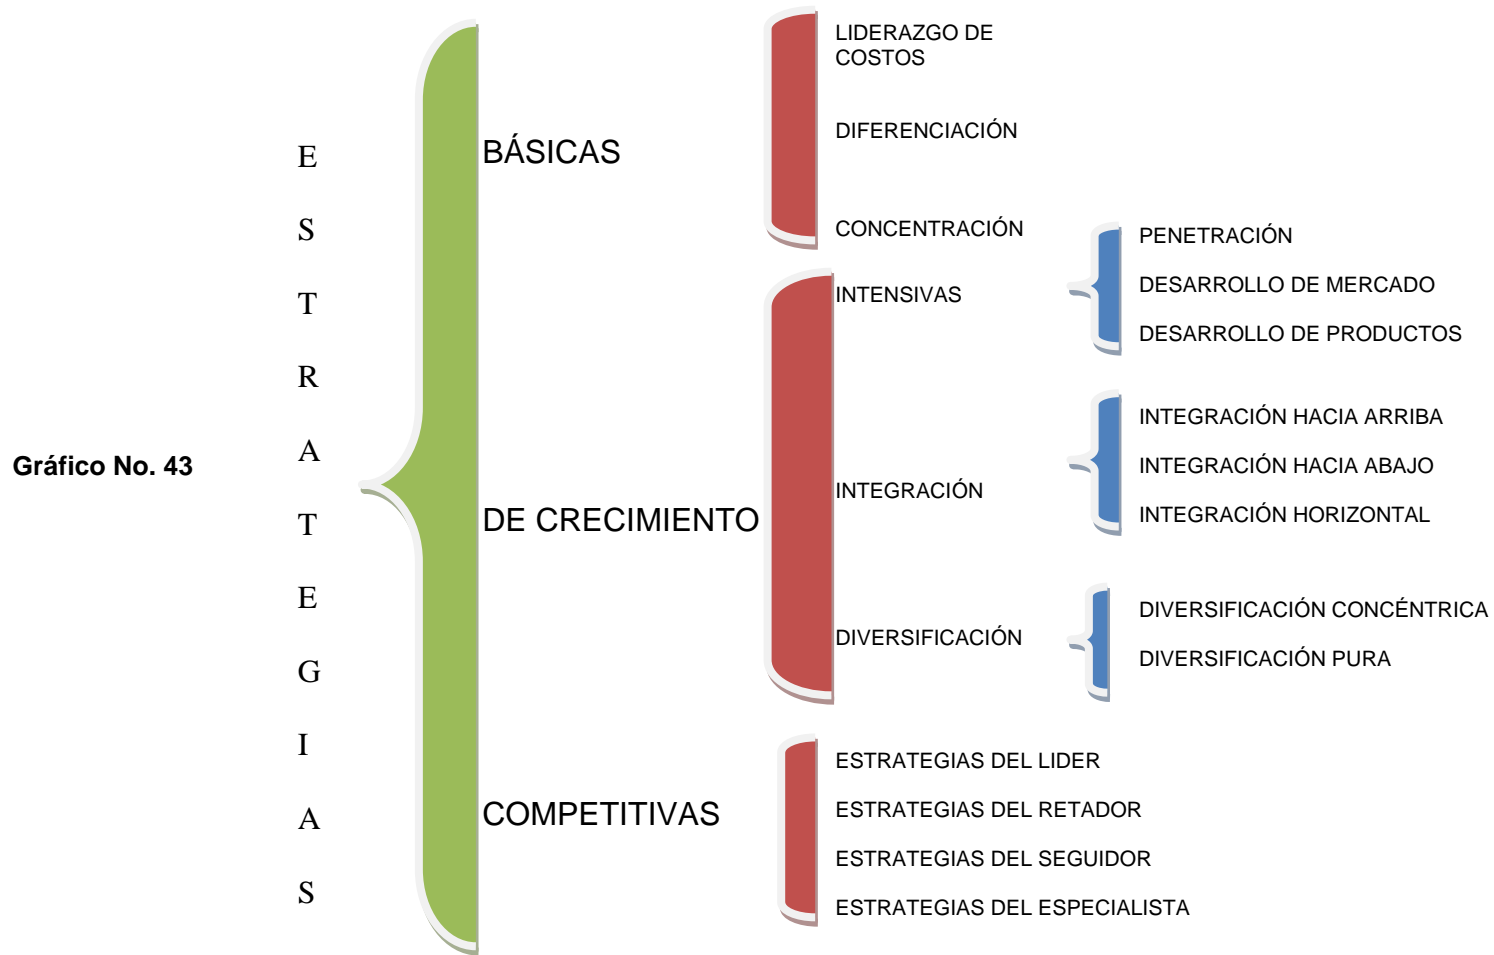 Gráfico No. 43
E
S
T
R
A
T
E
G
I
A
S
BÁSICAS
LIDERAZGO DE
COSTOS
DIFERENCIACIÓN
CONCENTRACIÓN
DE CRECIMIENTO
INTENSIVAS
PENETRACIÓN
DESARROLLO DE MERCADO
DESARROLLO DE PRODUCTOS
INTEGRACIÓN
INTEGRACIÓN HACIA ARRIBA
INTEGRACIÓN HACIA ABAJO
INTEGRACIÓN HORIZONTAL
DIVERSIFICACIÓN
DIVERSIFICACIÓN CONCÉNTRICA
DIVERSIFICACIÓN PURA
COMPETITIVAS
ESTRATEGIAS DEL LIDER
ESTRATEGIAS DEL RETADOR
ESTRATEGIAS DEL SEGUIDOR
ESTRATEGIAS DEL ESPECIALISTA